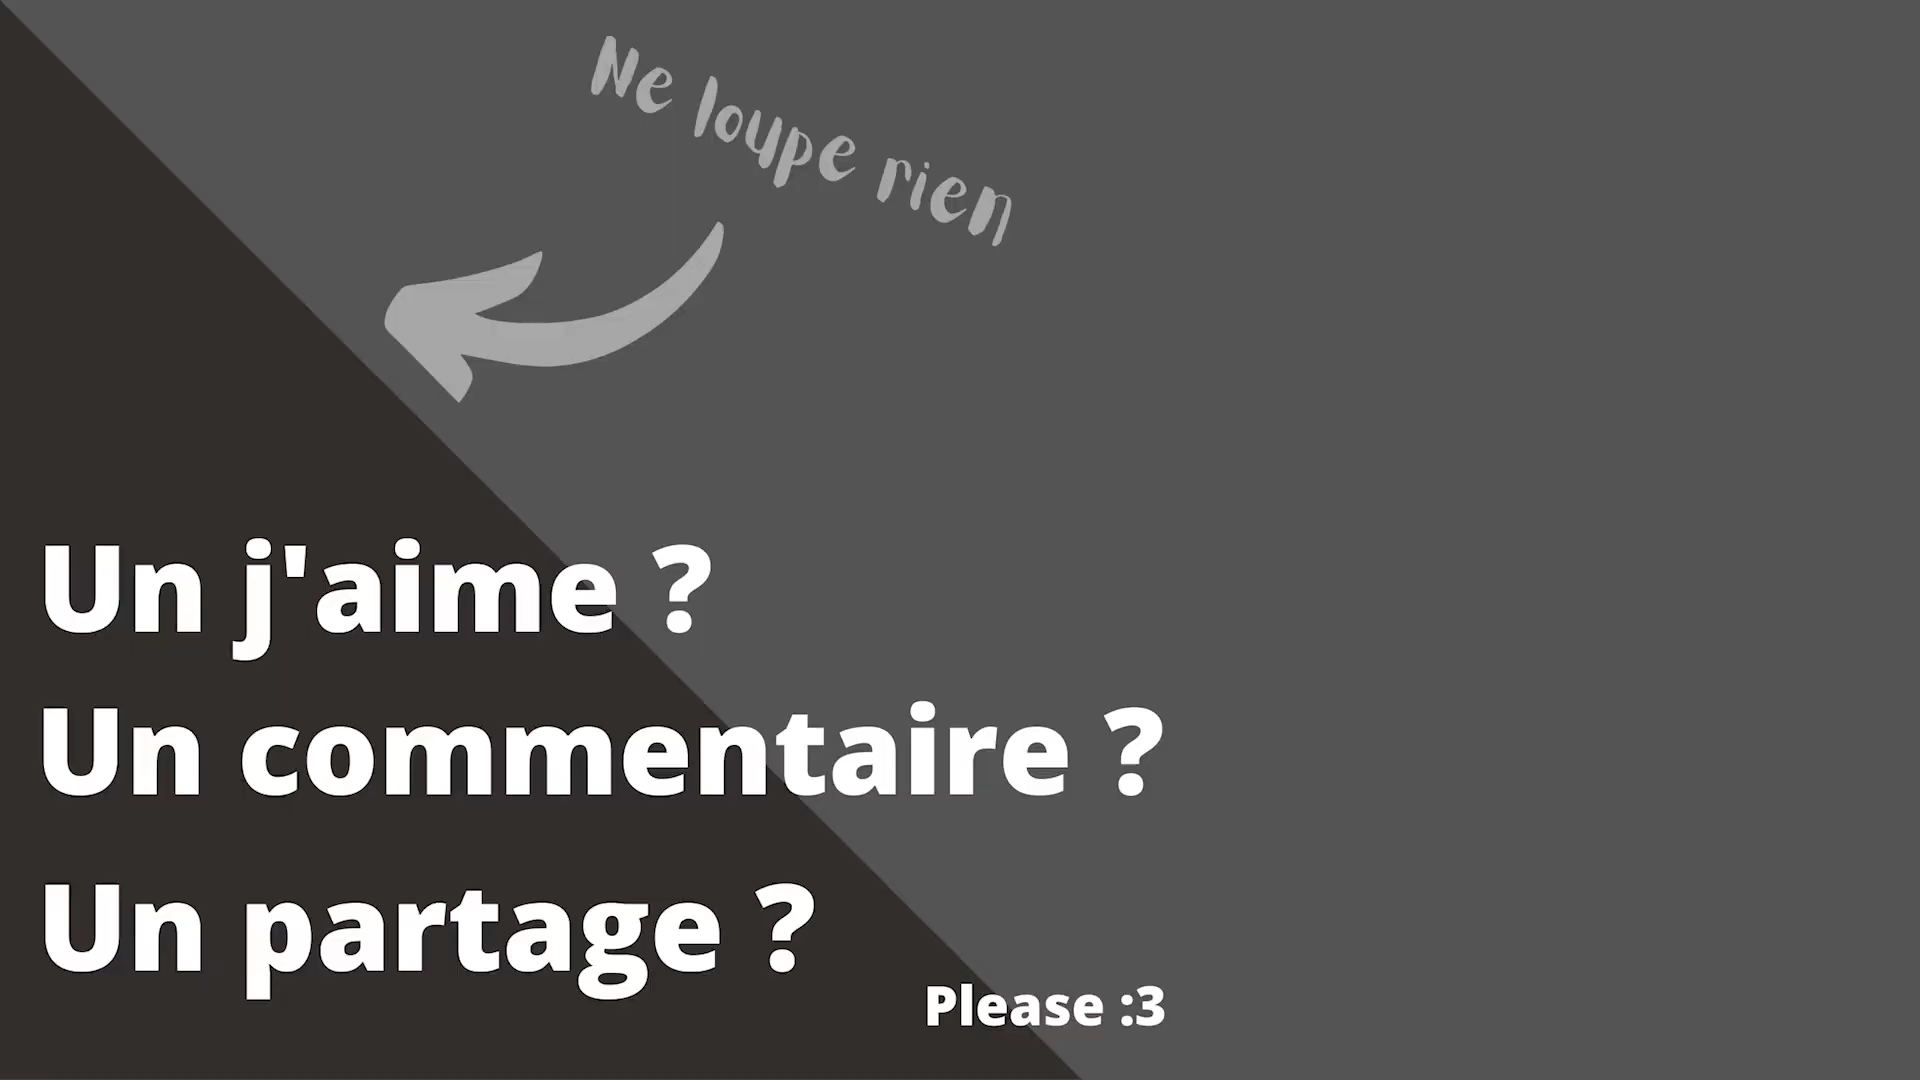 Ne loupe rien
Un j'aime ?
Un commentaire ?
Un partage ?
Please :3